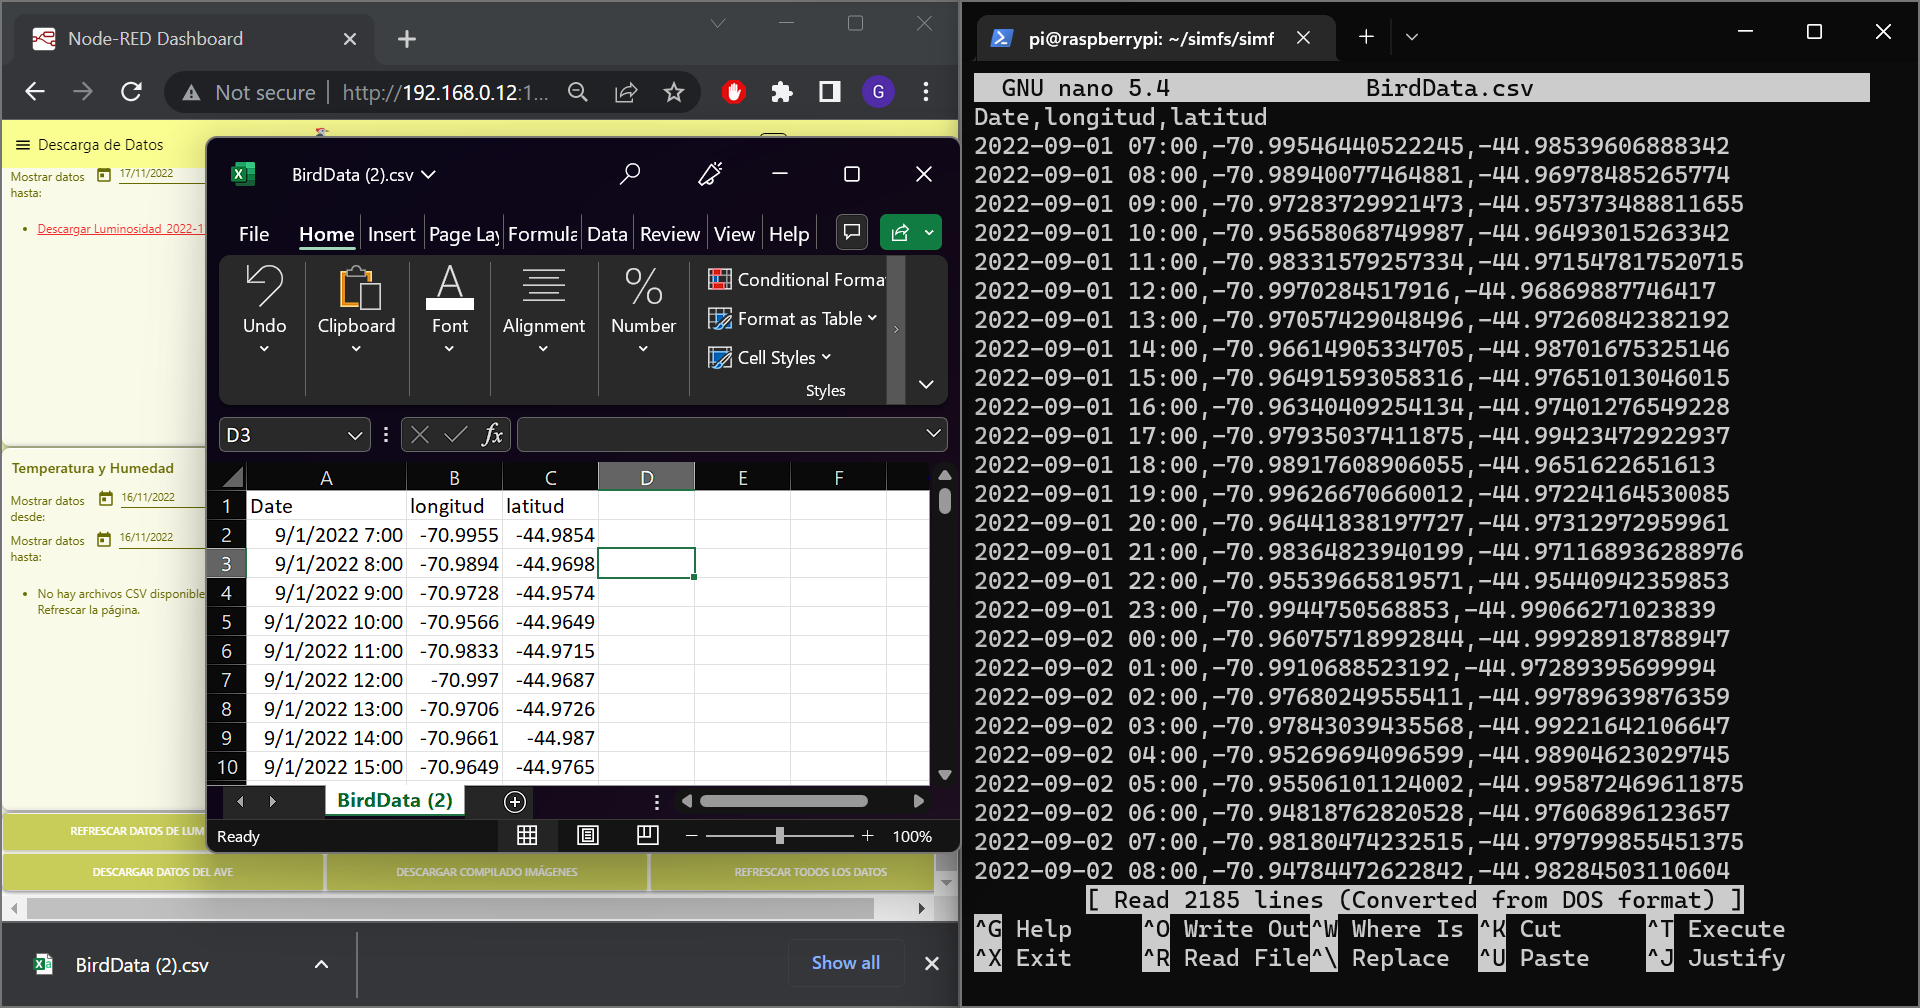 Node-RED Dashboard
Not secure
http://192.168.0.12:1...
G
Descarga de Datos
Mostrar datos
hasta:
17/11/2022
Descargar Luminosidad_2022-1
Temperatura y Humedad
Mostrar datos
desde:
16/11/2022
Mostrar datos
hasta:
16/11/2022
No hay archivos CSV disponible
Refrescar la página.
REFRESCAR DATOS DE LUM
DESCARGAR DATOS DEL AVE
DESCARGAR COMPILADO IMÁGENES
REFRESCAR TODOS LOS DATOS
BirdData (2).csv
Show all
BirdData (2).csv
File Home Insert Page Lay Formula Data Review View Help
Undo
Clipboard
Font
Alignment
Number
Conditional Forma
Format as Table
Cell Styles
Styles
D3
fx
A B C D E F
1 Date longitud latitud
2 9/1/2022 7:00 -70.9955 -44.9854
3 9/1/2022 8:00 -70.9894 -44.9698
4 9/1/2022 9:00 -70.9728 -44.9574
5 9/1/2022 10:00 -70.9566 -44.9649
6 9/1/2022 11:00 -70.9833 -44.9715
7 9/1/2022 12:00 -70.997 -44.9687
8 9/1/2022 13:00 -70.9706 -44.9726
9 9/1/2022 14:00 -70.9661 -44.987
10 9/1/2022 15:00 -70.9649 -44.9765
BirdData (2)
Ready
100%
pi@raspberrypi: ~/simfs/simf
GNU nano 5.4 BirdData.csv
Date,longitud,latitud
2022-09-01 07:00,-70.99546440522245,-44.98539606888342
2022-09-01 08:00,-70.98940077464881,-44.96978485265774
2022-09-01 09:00,-70.97283729921473,-44.957373488811655
2022-09-01 10:00,-70.95658068749987,-44.96493015263342
2022-09-01 11:00,-70.98331579257334,-44.971547817520715
2022-09-01 12:00,-70.99702845​17916,-44.96869887746417
2022-09-01 13:00,-70.97057429048496,-44.97260842382192
2022-09-01 14:00,-70.96614905334705,-44.98701675325146
2022-09-01 15:00,-70.96491593058316,-44.97651013046015
2022-09-01 16:00,-70.96340409254134,-44.97401276549228
2022-09-01 17:00,-70.97935037411875,-44.99423472922937
2022-09-01 18:00,-70.98917608906055,-44.9651622651613
2022-09-01 19:00,-70.99626670660012,-44.97224164530085
2022-09-01 20:00,-70.96441838197727,-44.97312972959961
2022-09-01 21:00,-70.98364823940199,-44.971168936288976
2022-09-01 22:00,-70.95539665819571,-44.95440942359853
2022-09-01 23:00,-70.9944750568853,-44.99066271023839
2022-09-02 00:00,-70.96075718992844,-44.99928918788947
2022-09-02 01:00,-70.99106885231​92,-44.97289395699994
2022-09-02 02:00,-70.97680249555411,-44.99789639876359
2022-09-02 03:00,-70.97843039435568,-44.99221642106647
2022-09-02 04:00,-70.95269694096599,-44.98904623029745
2022-09-02 05:00,-70.95506101124002,-44.995872469611875
2022-09-02 06:00,-70.94818762820528,-44.97606896123657
2022-09-02 07:00,-70.98180474232515,-44.979799855451375
2022-09-02 08:00,-70.94784472622842,-44.98284503110604
[ Read 2185 lines (Converted from DOS format) ]
^G Help ^O Write Out ^W Where Is ^K Cut ^T Execute
^X Exit ^R Read File ^\ Replace ^U Paste ^J Justify